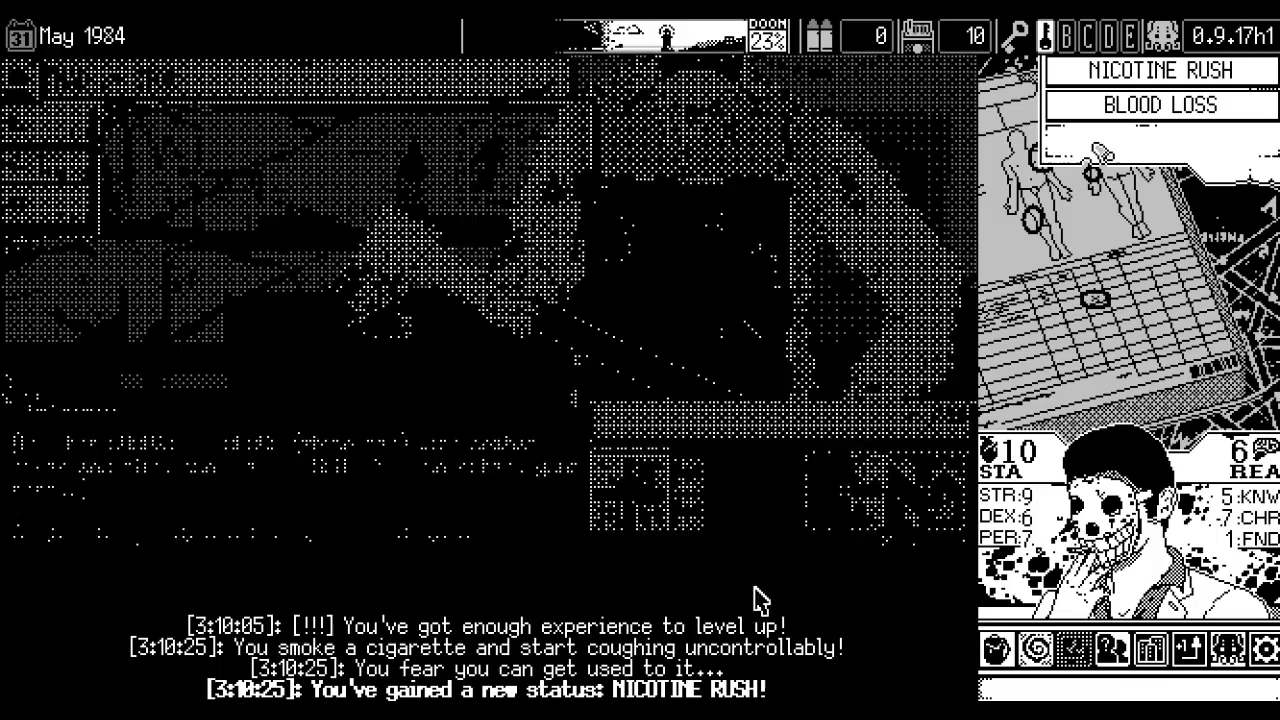 31 May 1984
DOOM
23%
0
10
B C D E
0.9.17h1
NICOTINE RUSH
BLOOD LOSS
10
STA
6
REA
STR:9
DEX:6
PER:7
5:KNW
7:CHR
1:FND
[3:10:05]: [!!!] You've got enough experience to level up!
[3:10:25]: You smoke a cigarette and start coughing uncontrollably!
[3:10:25]: You fear you can get used to it...
[3:10:25]: You've gained a new status: NICOTINE RUSH!